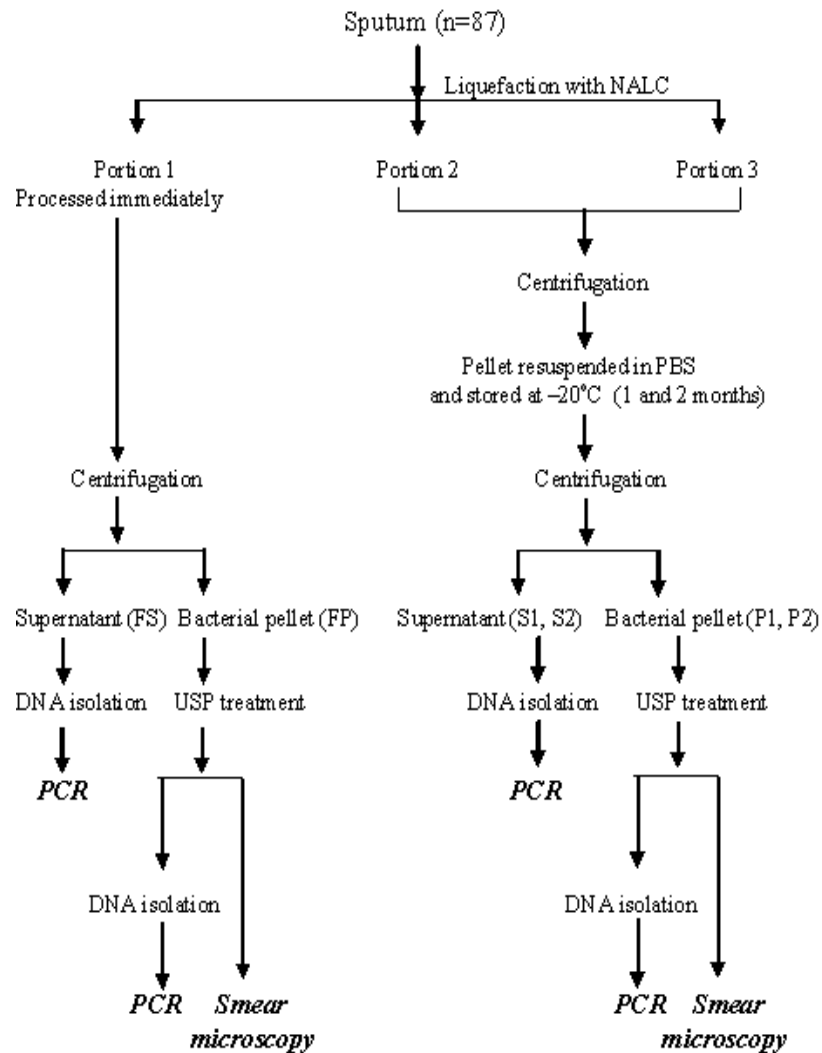 Sputum (n=87)
Liquefaction with NALC
Portion 1
Processed immediately
Portion 2
Portion 3
Centrifugation
Pellet resuspended in PBS
and stored at –20°C (1 and 2 months)
Centrifugation
Centrifugation
Supernatant (FS)
Bacterial pellet (FP)
Supernatant (S1, S2)
Bacterial pellet (P1, P2)
DNA isolation
USP treatment
DNA isolation
USP treatment
PCR
PCR
DNA isolation
DNA isolation
PCR
Smear
microscopy
PCR
Smear
microscopy